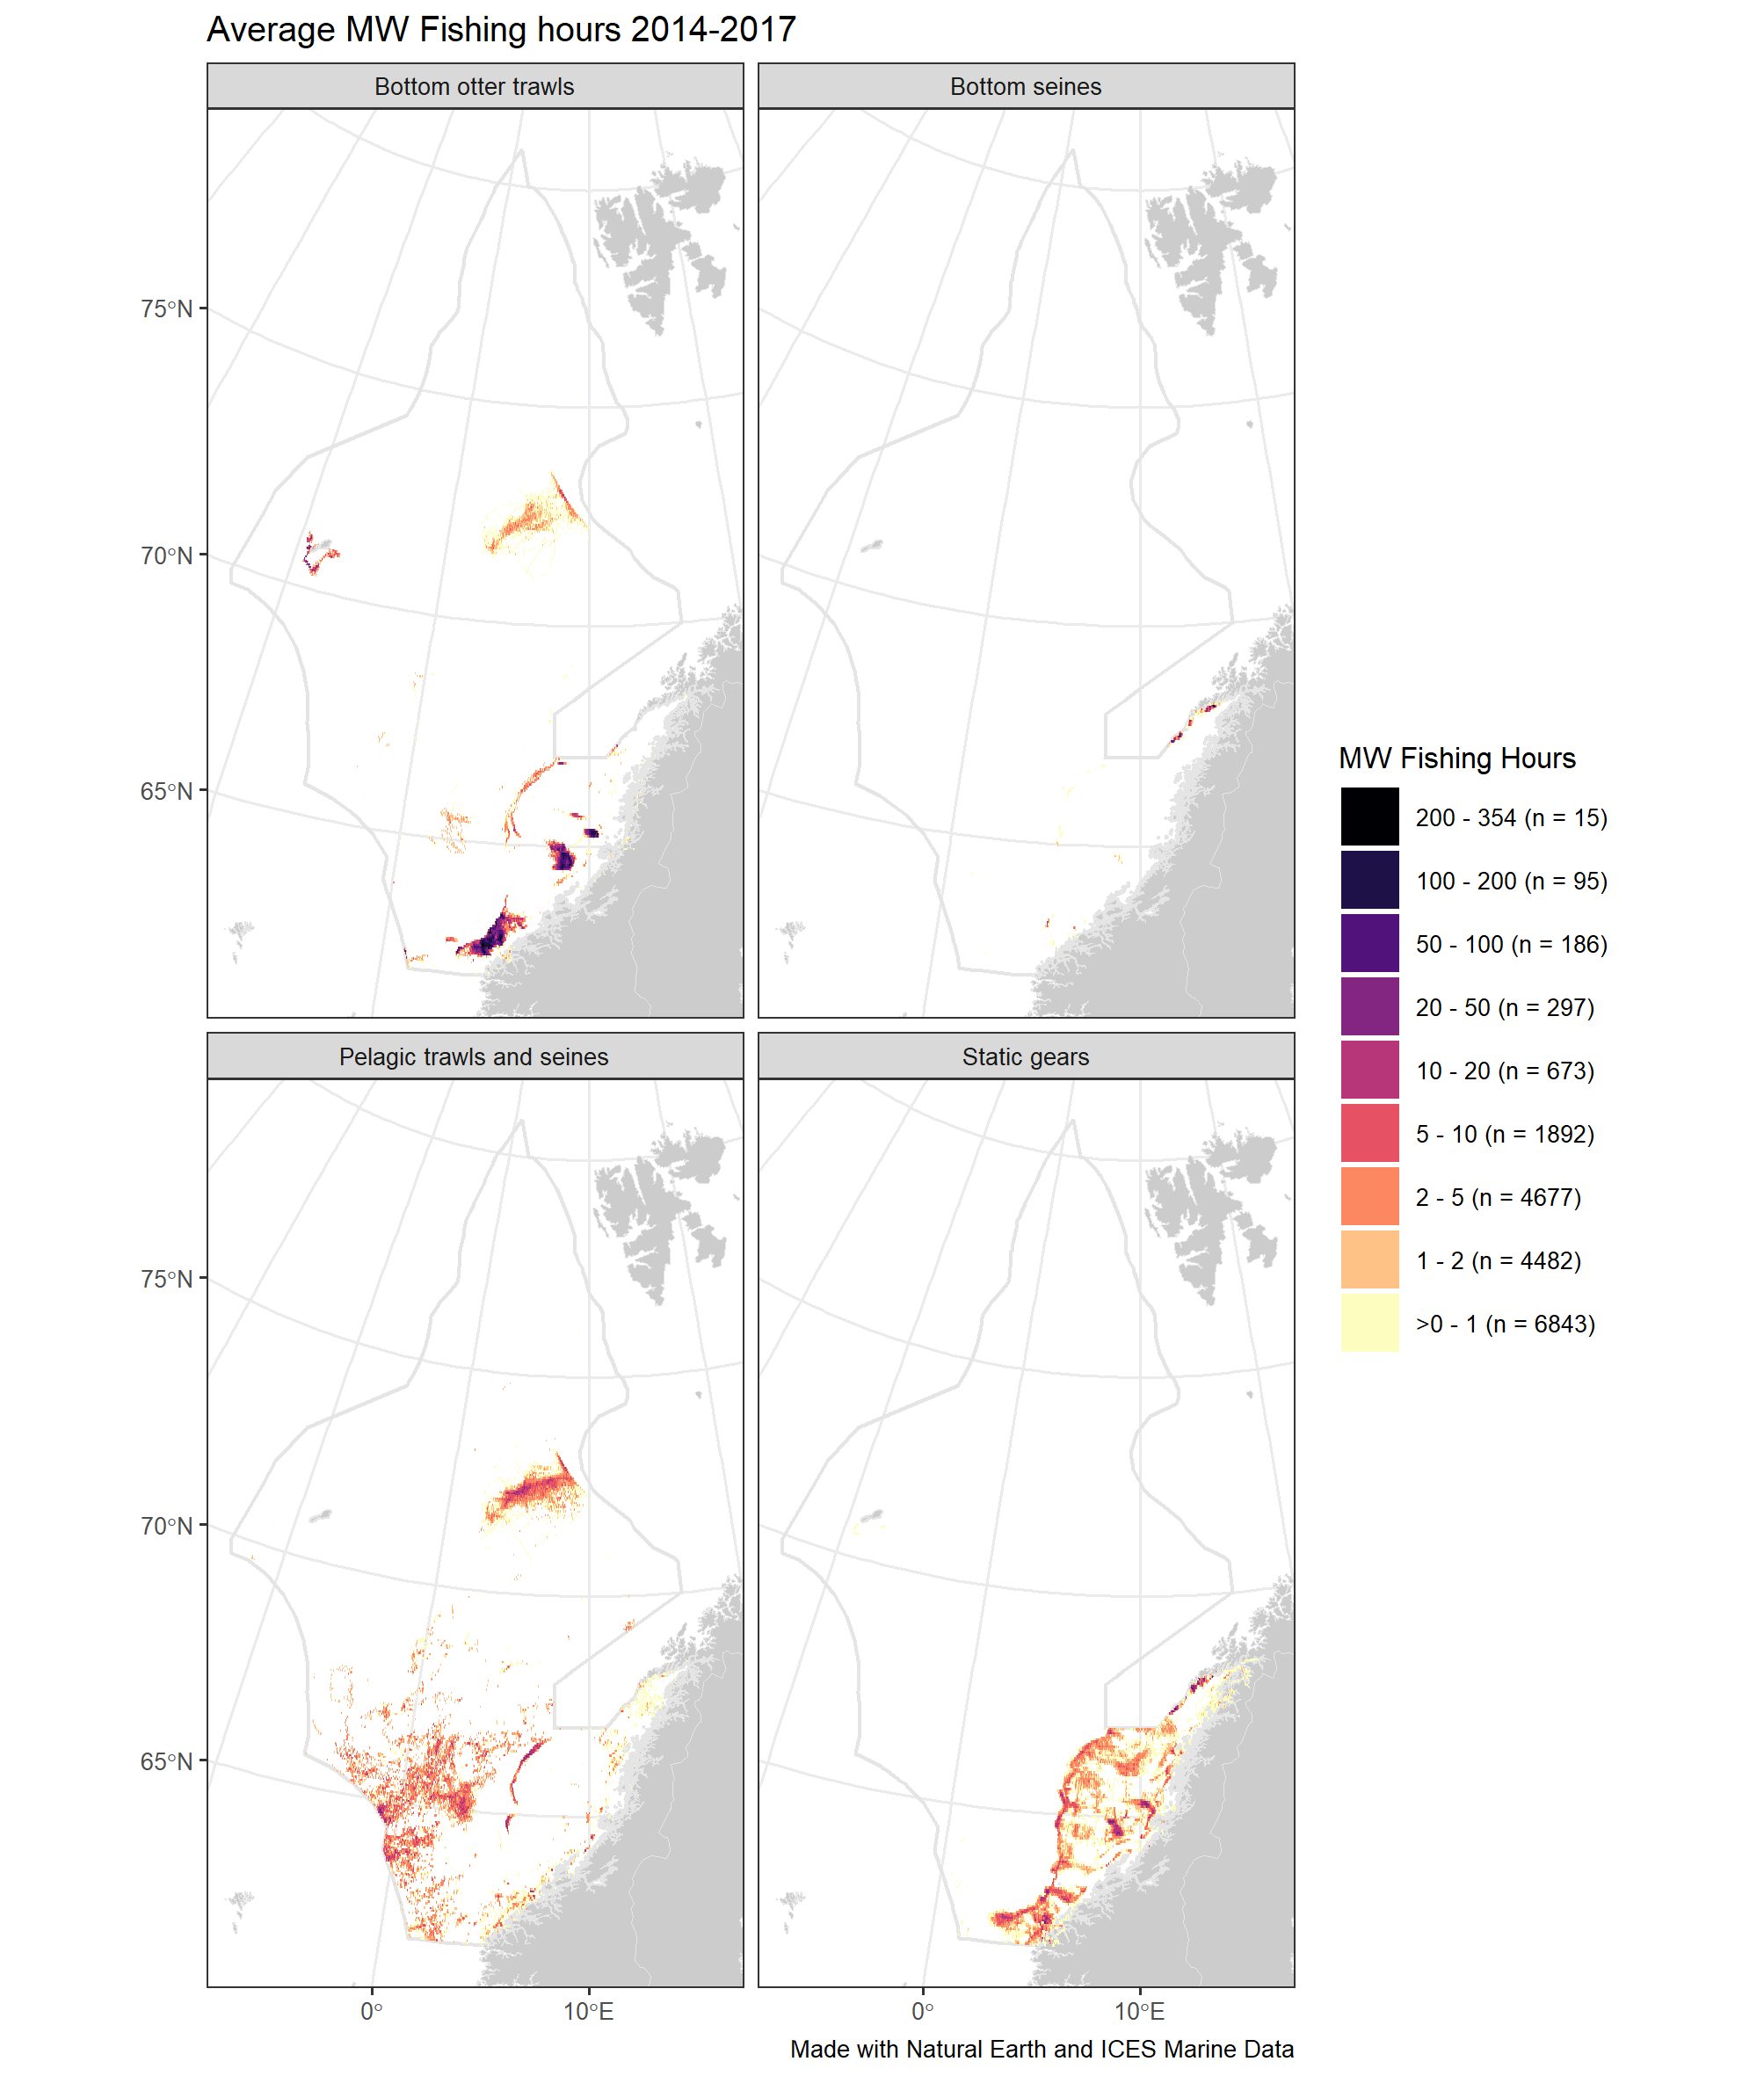 Average MW Fishing hours 2014-2017
Bottom otter trawls
Bottom seines
75°N
70°N
65°N
Pelagic trawls and seines
Static gears
75°N
70°N
65°N
0°
10°E
0°
10°E
MW Fishing Hours
200 - 354 (n = 15)
100 - 200 (n = 95)
50 - 100 (n = 186)
20 - 50 (n = 297)
10 - 20 (n = 673)
5 - 10 (n = 1892)
2 - 5 (n = 4677)
1 - 2 (n = 4482)
>0 - 1 (n = 6843)
Made with Natural Earth and ICES Marine Data